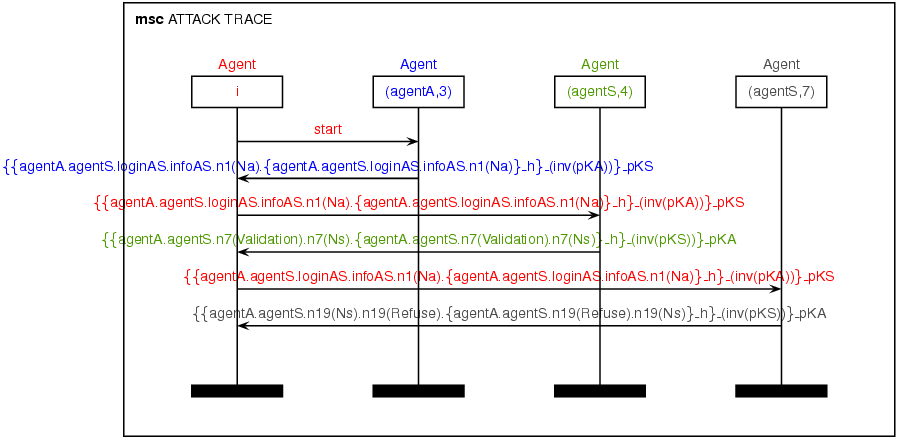 msc ATTACK TRACE
Agent Agent Agent Agent
i (agentA,3) (agentS,4) (agentS,7)
start
{{agentA.agentS.loginAS.infoAS.n1(Na).{agentA.agentS.loginAS.infoAS.n1(Na)}_h}_(inv(pKA))}_pKS
{{agentA.agentS.loginAS.infoAS.n1(Na).{agentA.agentS.loginAS.infoAS.n1(Na)}_h}_(inv(pKA))}_pKS
{{agentA.agentS.n7(Validation).n7(Ns).{agentA.agentS.n7(Validation).n7(Ns)}_h}_(inv(pKS))}_pKA
{{agentA.agentS.loginAS.infoAS.n1(Na).{agentA.agentS.loginAS.infoAS.n1(Na)}_h}_(inv(pKA))}_pKS
{{agentA.agentS.n19(Ns).n19(Refuse).{agentA.agentS.n19(Refuse).n19(Ns)}_h}_(inv(pKS))}_pKA